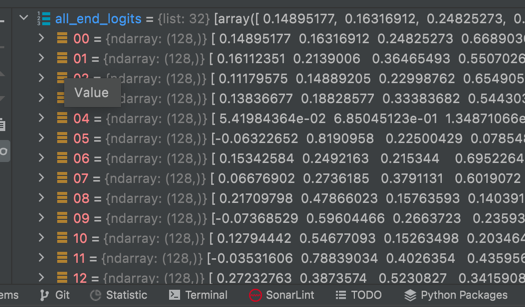 all_end_logits = {list: 32} [array([ 0.14895177, 0.16316912, 0.24825273,
00 = {ndarray: (128,)} [ 0.14895177 0.16316912 0.24825273 0.6689036
01 = {ndarray: (128,)} [ 0.16112351 0.2139006 0.36465493 0.5507026
{ndarray: (128,)} [ 0.11179575 0.14889205 0.22998762 0.654905
Value
{ndarray: (128,)} [ 0.13836677 0.18828577 0.33383682 0.544303
04 = {ndarray: (128,)} [ 5.41984364e-02 6.85045123e-01 1.34871066e
05 = {ndarray: (128,)} [-0.06322652 0.8190958 0.22500429 0.078548
06 = {ndarray: (128,)} [ 0.15342584 0.2492163 0.215344 0.6952264
07 = {ndarray: (128,)} [ 0.06676902 0.2736185 0.3791131 0.6019072
08 = {ndarray: (128,)} [ 0.21709798 0.47866023 0.15763593 0.140391
09 = {ndarray: (128,)} [-0.07368529 0.59604466 0.2663723 0.23593
10 = {ndarray: (128,)} [ 0.12794442 0.54677093 0.15263498 0.203464
11 = {ndarray: (128,)} [-0.03531606 0.78839034 0.4026354 0.435956
12 = {ndarray: (128,)} [ 0.27232763 0.3873574 0.5230827 0.34159084
ems Git Statistic Terminal SonarLint TODO Python Packages